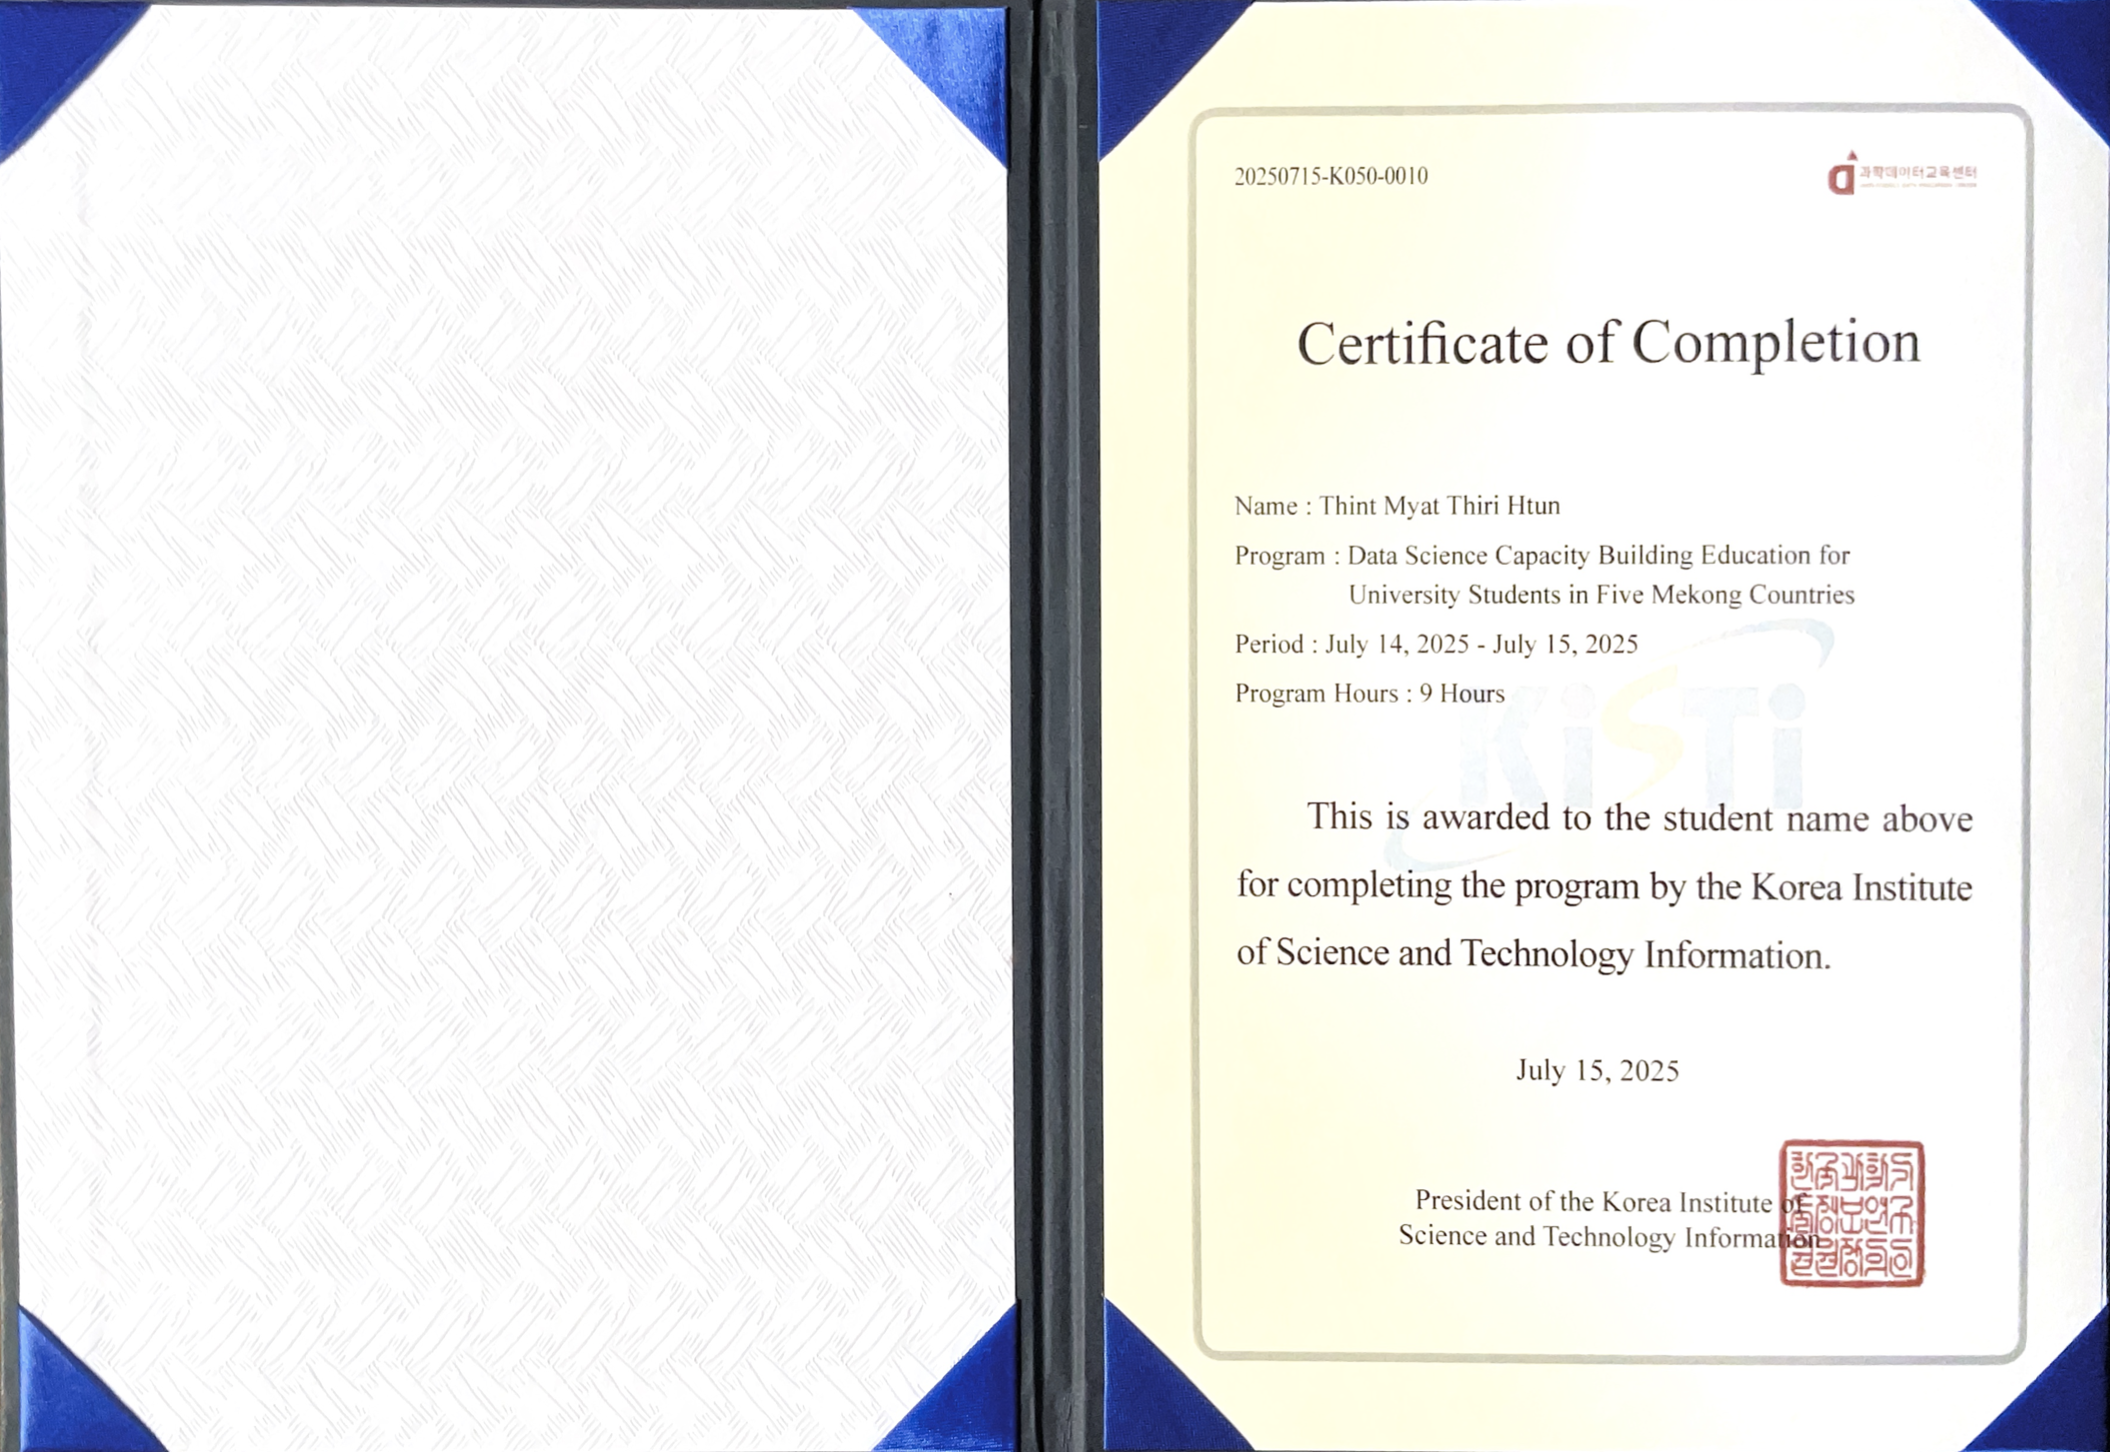 20250715-K050-0010
과학데이터교육센터
Certificate of Completion
Name : Thint Myat Thiri Htun
Program : Data Science Capacity Building Education for
University Students in Five Mekong Countries
Period : July 14, 2025 - July 15, 2025
Program Hours : 9 Hours
KiSTi
This is awarded to the student name above
for completing the program by the Korea Institute
of Science and Technology Information.
July 15, 2025
President of the Korea Institute of
Science and Technology Information